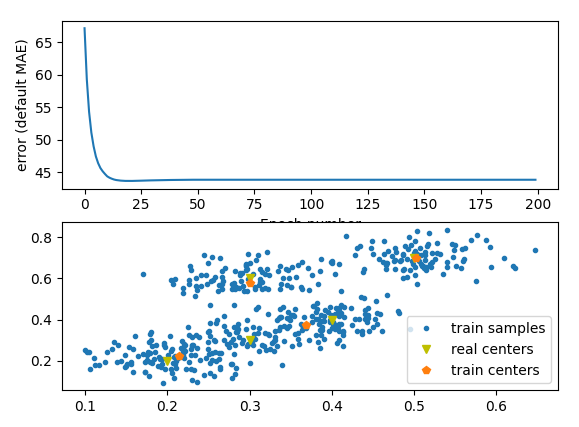 65
60
55
50
45
error (default MAE)
0 25 50 75 100 125 150 175 200
Epoch number
0.8
0.6
0.4
0.2
train samples
real centers
train centers
0.1 0.2 0.3 0.4 0.5 0.6